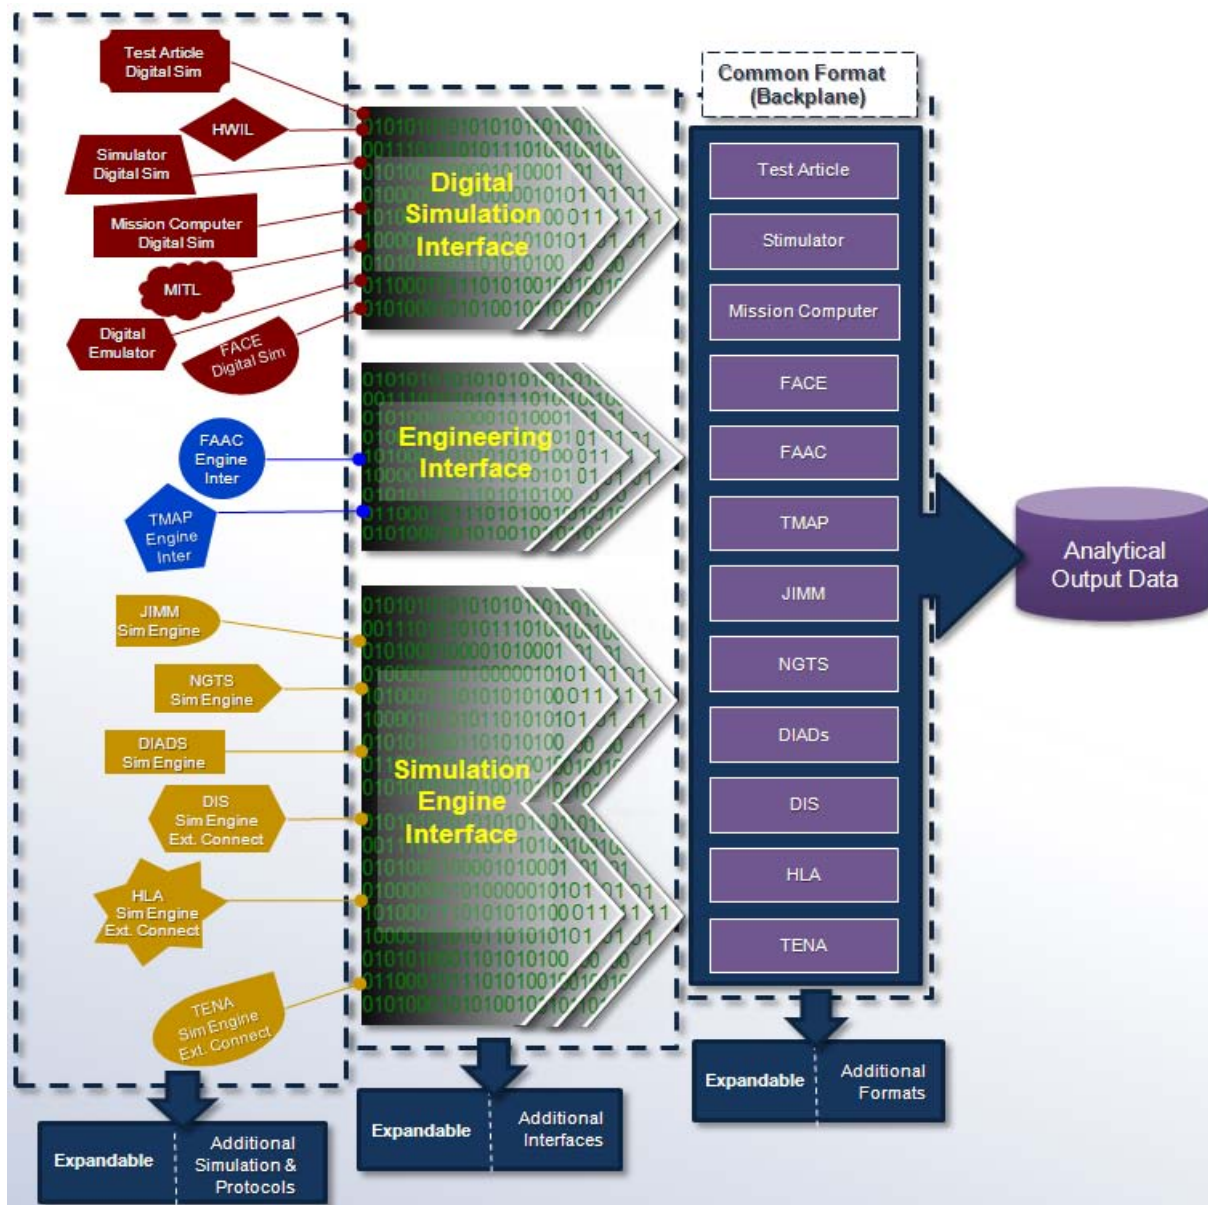 Test Article
Digital Sim
HWIL
Simulator
Digital Sim
Mission Computer
Digital Sim
MITL
Digital
Emulator
FACE
Digital Sim
FAAC
Engine
Inter
TMAP
Engine
Inter
JIMM
Sim Engine
NGTS
Sim Engine
DIADS
Sim Engine
DIS
Sim Engine
Ext. Connect
HLA
Sim Engine
Ext. Connect
TENA
Sim Engine
Ext. Connect
Expandable
Additional
Simulation &
Protocols
Digital
Simulation
Interface
Engineering
Interface
Simulation
Engine
Interface
Expandable
Additional
Interfaces
Common Format
(Backplane)
Test Article
Stimulator
Mission Computer
FACE
FAAC
TMAP
JIMM
NGTS
DIADs
DIS
HLA
TENA
Expandable
Additional
Formats
Analytical
Output Data